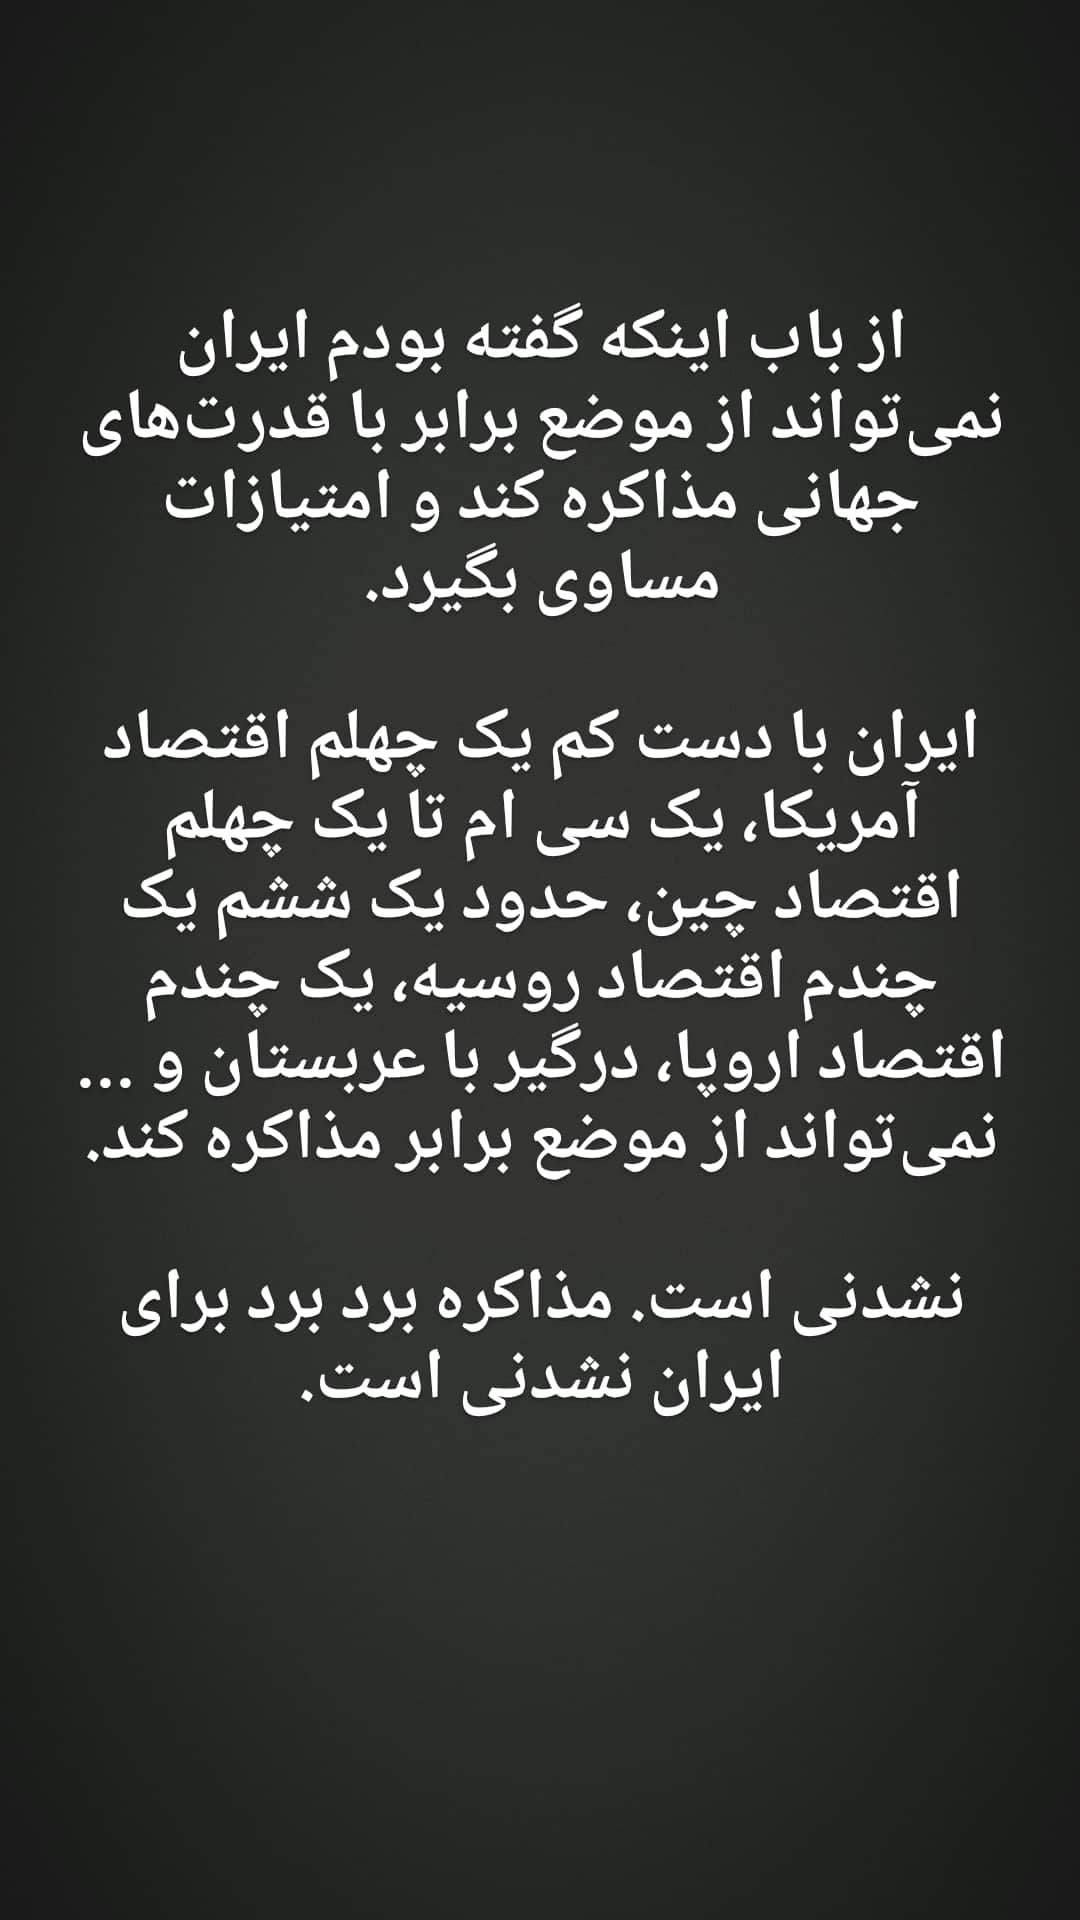 از باب اینکه گفته بودم ایران
نمی‌تواند از موضع برابر با قدرت‌های
جهانی مذاکره کند و امتیازات
مساوی بگیرد.
ایران با دست کم یک چهلم اقتصاد
آمریکا، یک سی ام تا یک چهلم
اقتصاد چین، حدود یک ششم یک
چندم اقتصاد روسیه، یک چندم
اقتصاد اروپا، درگیر با عربستان و ...
نمی‌تواند از موضع برابر مذاکره کند.
نشدنی است. مذاکره برد برد برای
ایران نشدنی است.